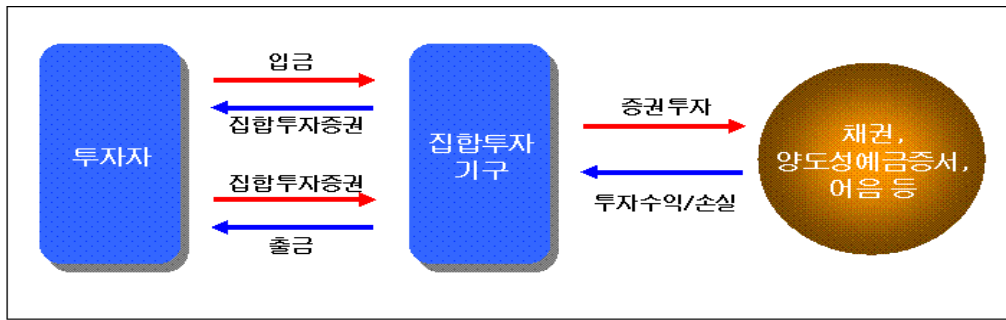 입금
집합투자증권
투자자
집합투자증권
출금
집합투자
기구
증권투자
투자수익/손실
채권,
양도성예금증서,
어음 등